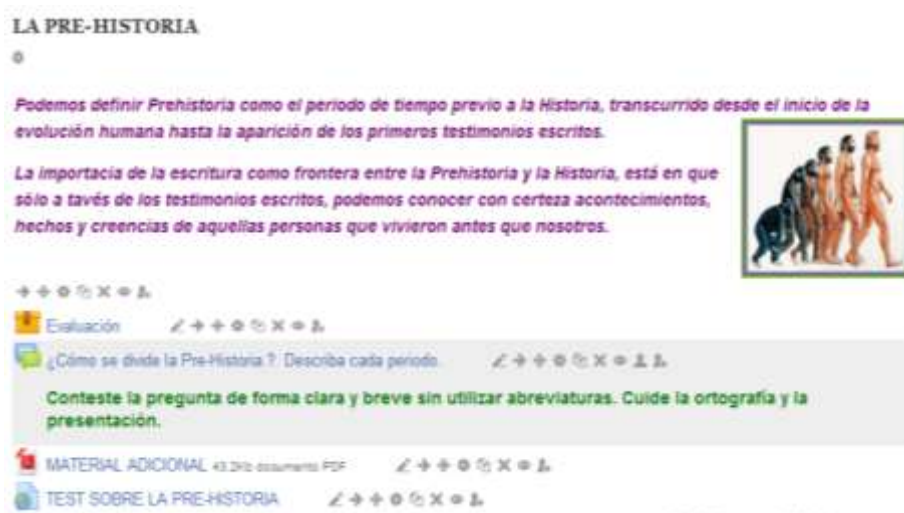 LA PRE-HISTORIA
Podemos definir Prehistoria como el periodo de tiempo previo a la Historia, transcurrido desde el inicio de la
evolución humana hasta la aparición de los primeros testimonios escritos.
La importacia de la escritura como frontera entre la Prehistoria y la Historia, está en que
sólo a tavés de los testimonios escritos, podemos conocer con certeza acontecimientos,
hechos y creencias de aquellas personas que vivieron antes que nosotros.
Evaluación
¿Cómo se divide la Pre-Historia ? Describa cada periodo.
Conteste la pregunta de forma clara y breve sin utilizar abreviaturas. Cuide la ortografía y la
presentación.
MATERIAL ADICIONAL 43.2Kb documento PDF
TEST SOBRE LA PRE-HISTORIA